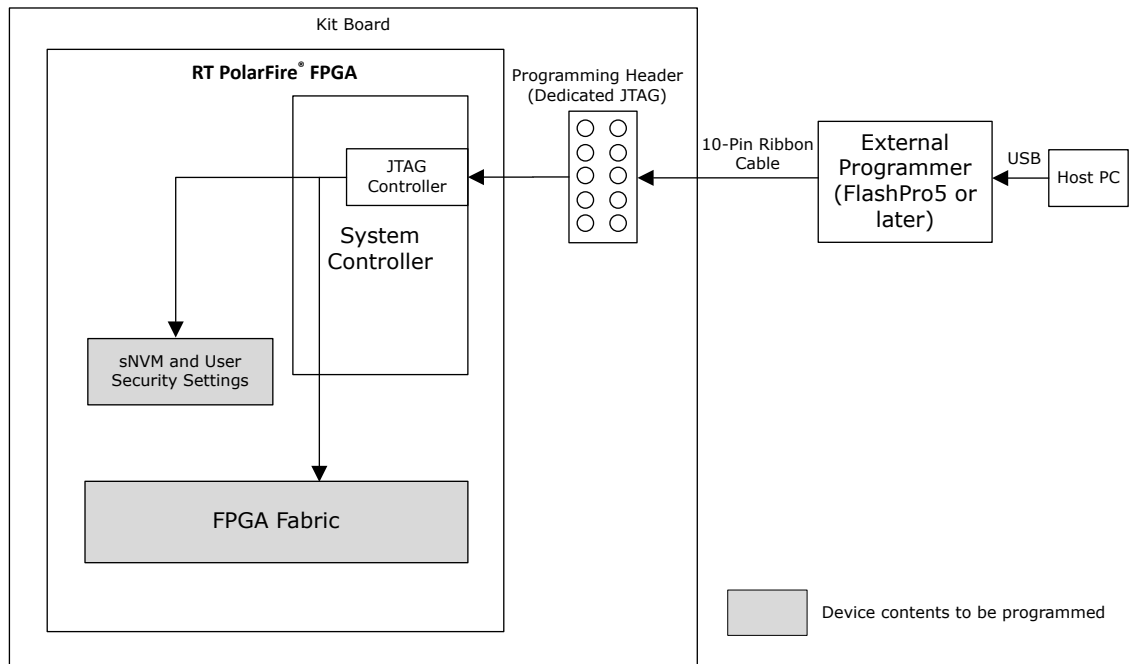 Kit Board
RT PolarFire® FPGA
Programming Header
(Dedicated JTAG)
JTAG
Controller
System
Controller
10-Pin Ribbon
Cable
External
Programmer
(FlashPro5 or
later)
USB
Host PC
sNVM and User
Security Settings
FPGA Fabric
Device contents to be programmed